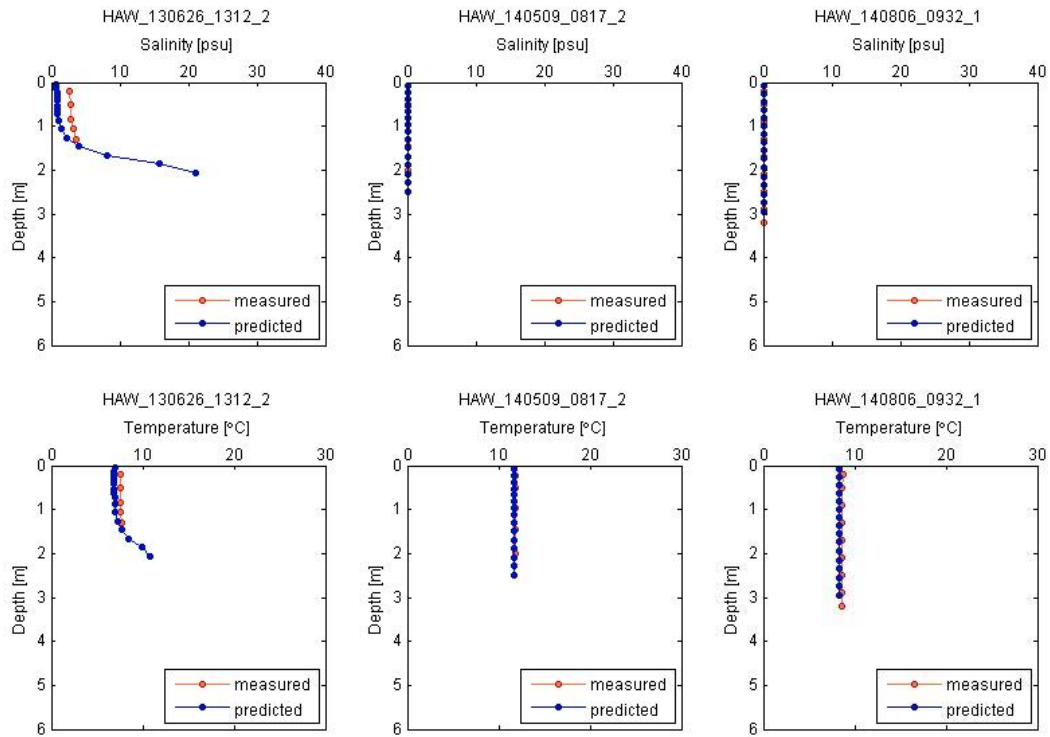 HAW_130626_1312_2
Salinity [psu]
0 10 20 30 40
0
1
2
3
4
5
6
Depth [m]
measured
predicted
HAW_140509_0817_2
Salinity [psu]
0 10 20 30 40
0
1
2
3
4
5
6
Depth [m]
measured
predicted
HAW_140806_0932_1
Salinity [psu]
0 10 20 30 40
0
1
2
3
4
5
6
Depth [m]
measured
predicted
HAW_130626_1312_2
Temperature [°C]
0 10 20 30
0
1
2
3
4
5
6
Depth [m]
measured
predicted
HAW_140509_0817_2
Temperature [°C]
0 10 20 30
0
1
2
3
4
5
6
Depth [m]
measured
predicted
HAW_140806_0932_1
Temperature [°C]
0 10 20 30
0
1
2
3
4
5
6
Depth [m]
measured
predicted